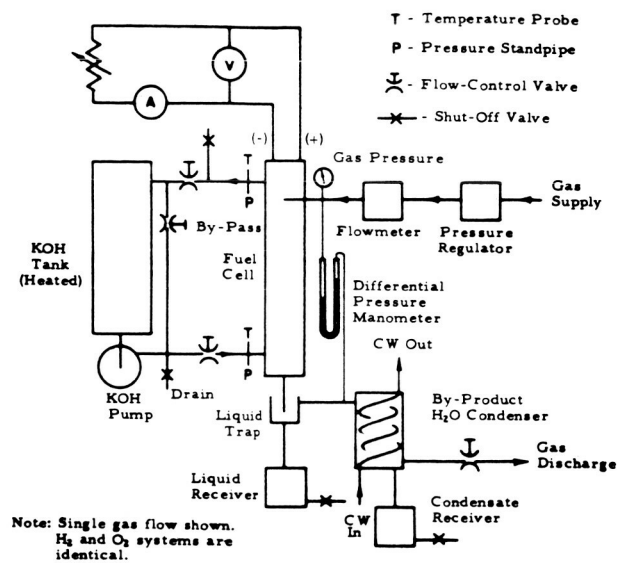 T - Temperature Probe
P - Pressure Standpipe
- Flow-Control Valve
- Shut-Off Valve
V
A
(-)
(+)
Gas Pressure
T
P
Gas
Supply
By-Pass
Flowmeter
Pressure
Regulator
KOH
Tank
(Heated)
Fuel
Cell
Differential
Pressure
Manometer
T
P
CW Out
KOH
Pump
Drain
Liquid
Trap
By-Product
H₂O Condenser
Gas
Discharge
Liquid
Receiver
CW
In
Condensate
Receiver
Note: Single gas flow shown.
H₂ and O₂ systems are
identical.